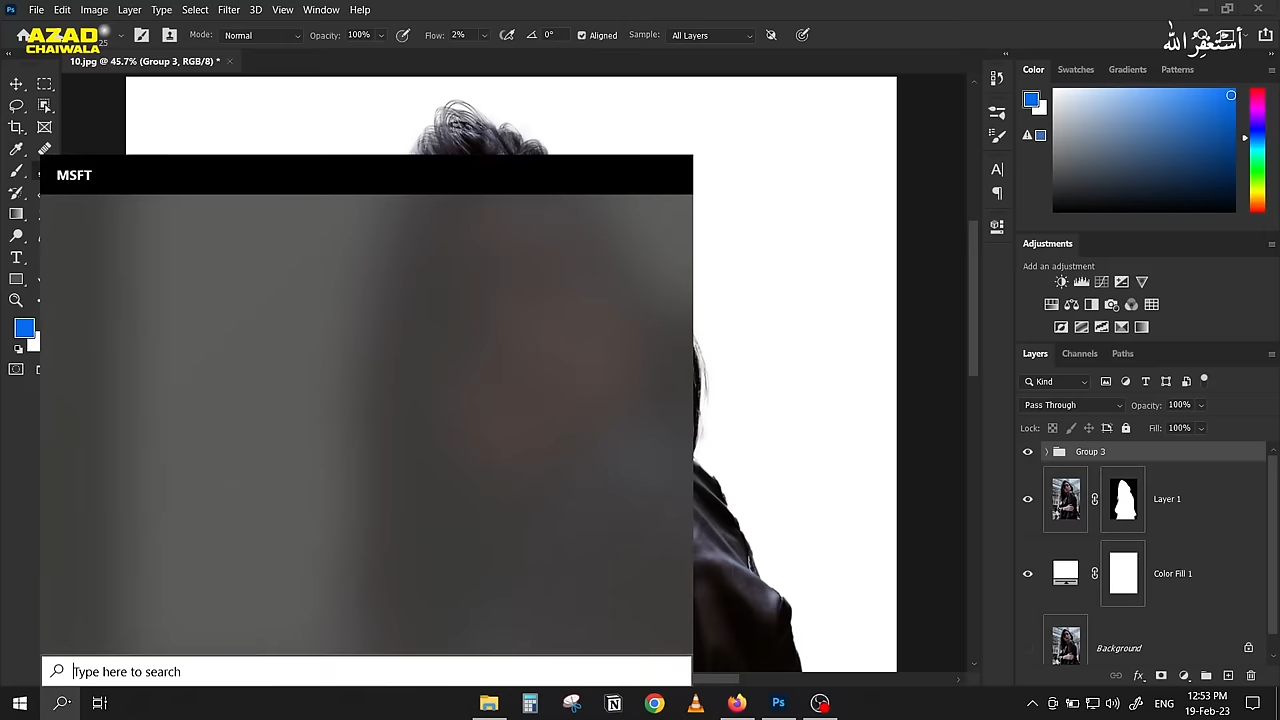 File Edit Image Layer Type Select Filter 3D View Window Help
AZAD
CHAIWALA
25
Mode: Normal Opacity: 100% Flow: 2% 0° Aligned Sample: All Layers
أستغفر الله
10.jpg @ 45.7% (Group 3, RGB/8) *
Color Swatches Gradients Patterns
MSFT
Adjustments
Add an adjustment
Layers Channels Paths
Kind
Pass Through Opacity: 100%
Lock: Fill: 100%
Group 3
Layer 1
Color Fill 1
Background
Type here to search
ENG
12:53 PM
19-Feb-23